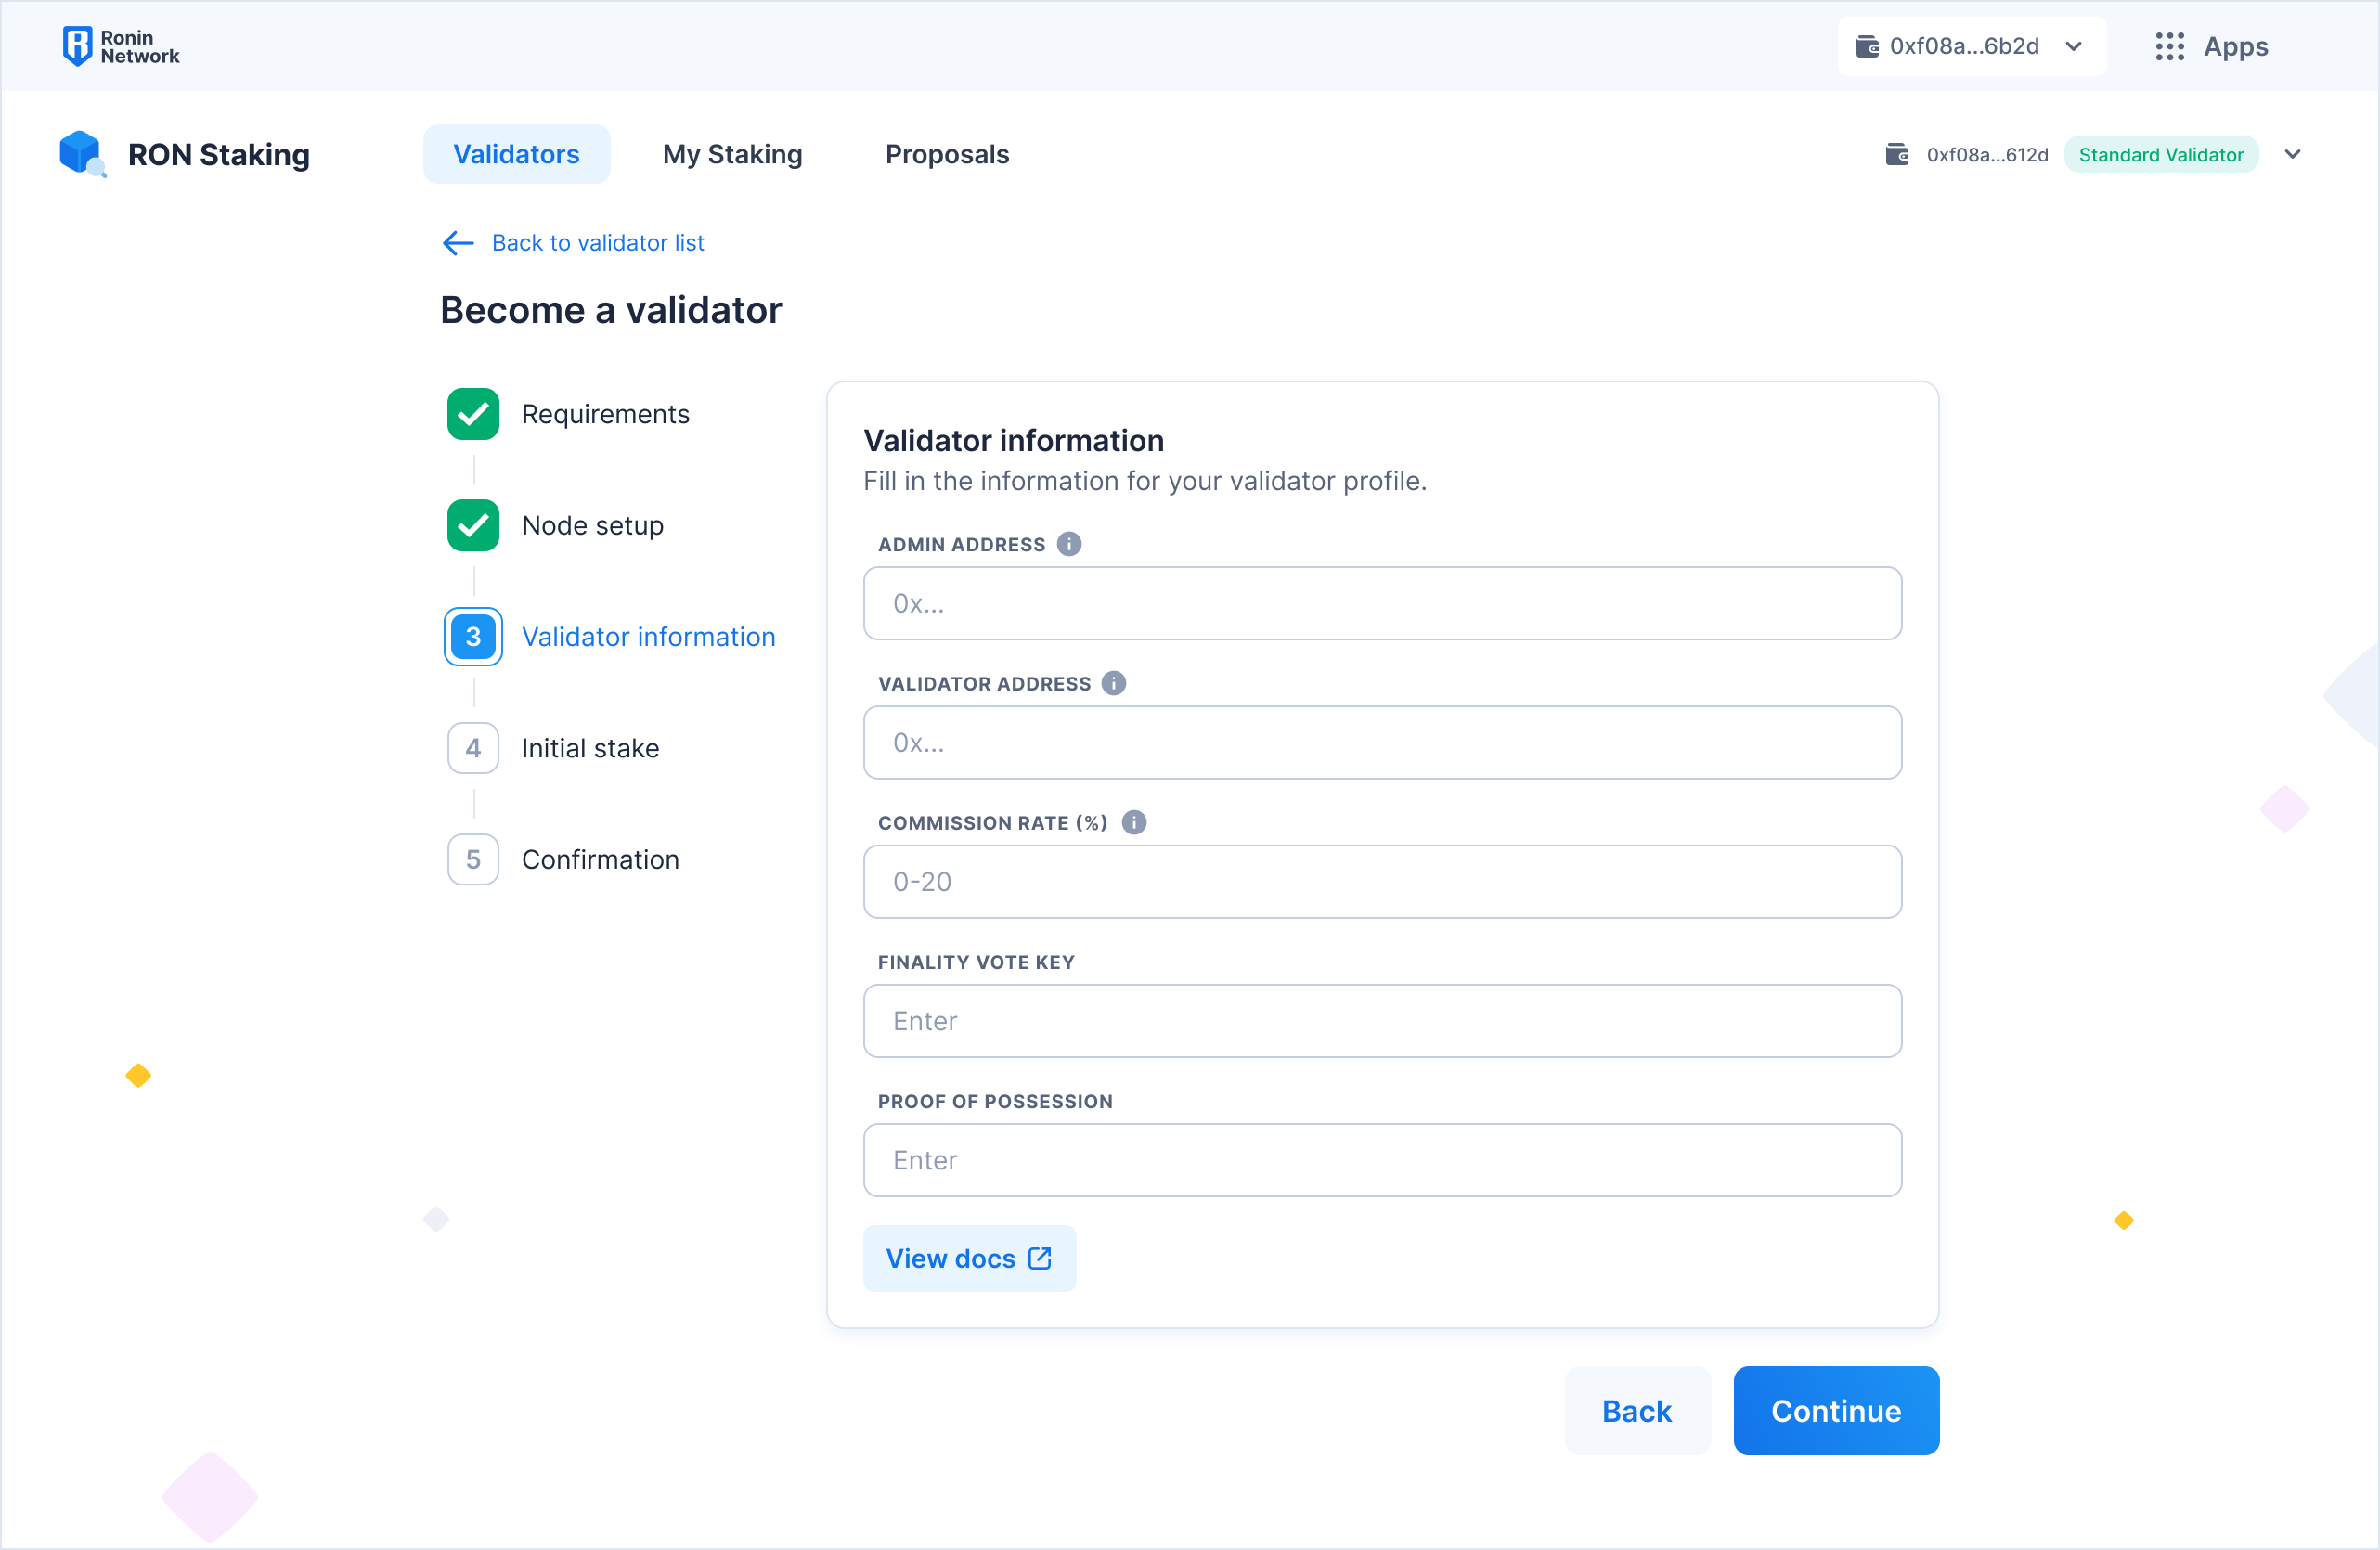 Ronin
Network
0xf08a...6b2d
Apps
RON Staking
Validators
My Staking
Proposals
0xf08a...612d
Standard Validator
Back to validator list
Become a validator
Requirements
Node setup
3
Validator information
4
Initial stake
5
Confirmation
Validator information
Fill in the information for your validator profile.
ADMIN ADDRESS
0x...
VALIDATOR ADDRESS
0x...
COMMISSION RATE (%)
0-20
FINALITY VOTE KEY
Enter
PROOF OF POSSESSION
Enter
View docs
Back
Continue